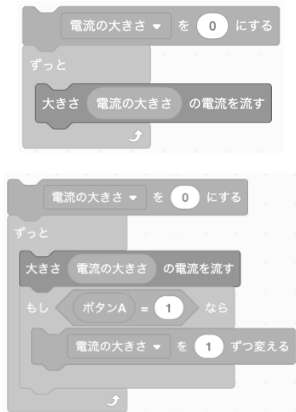 電流の大きさ を 0 にする
ずっと
大きさ 電流の大きさ の電流を流す
電流の大きさ を 0 にする
ずっと
大きさ 電流の大きさ の電流を流す
もし ボタンA = 1 なら
電流の大きさ を 1 ずつ変える